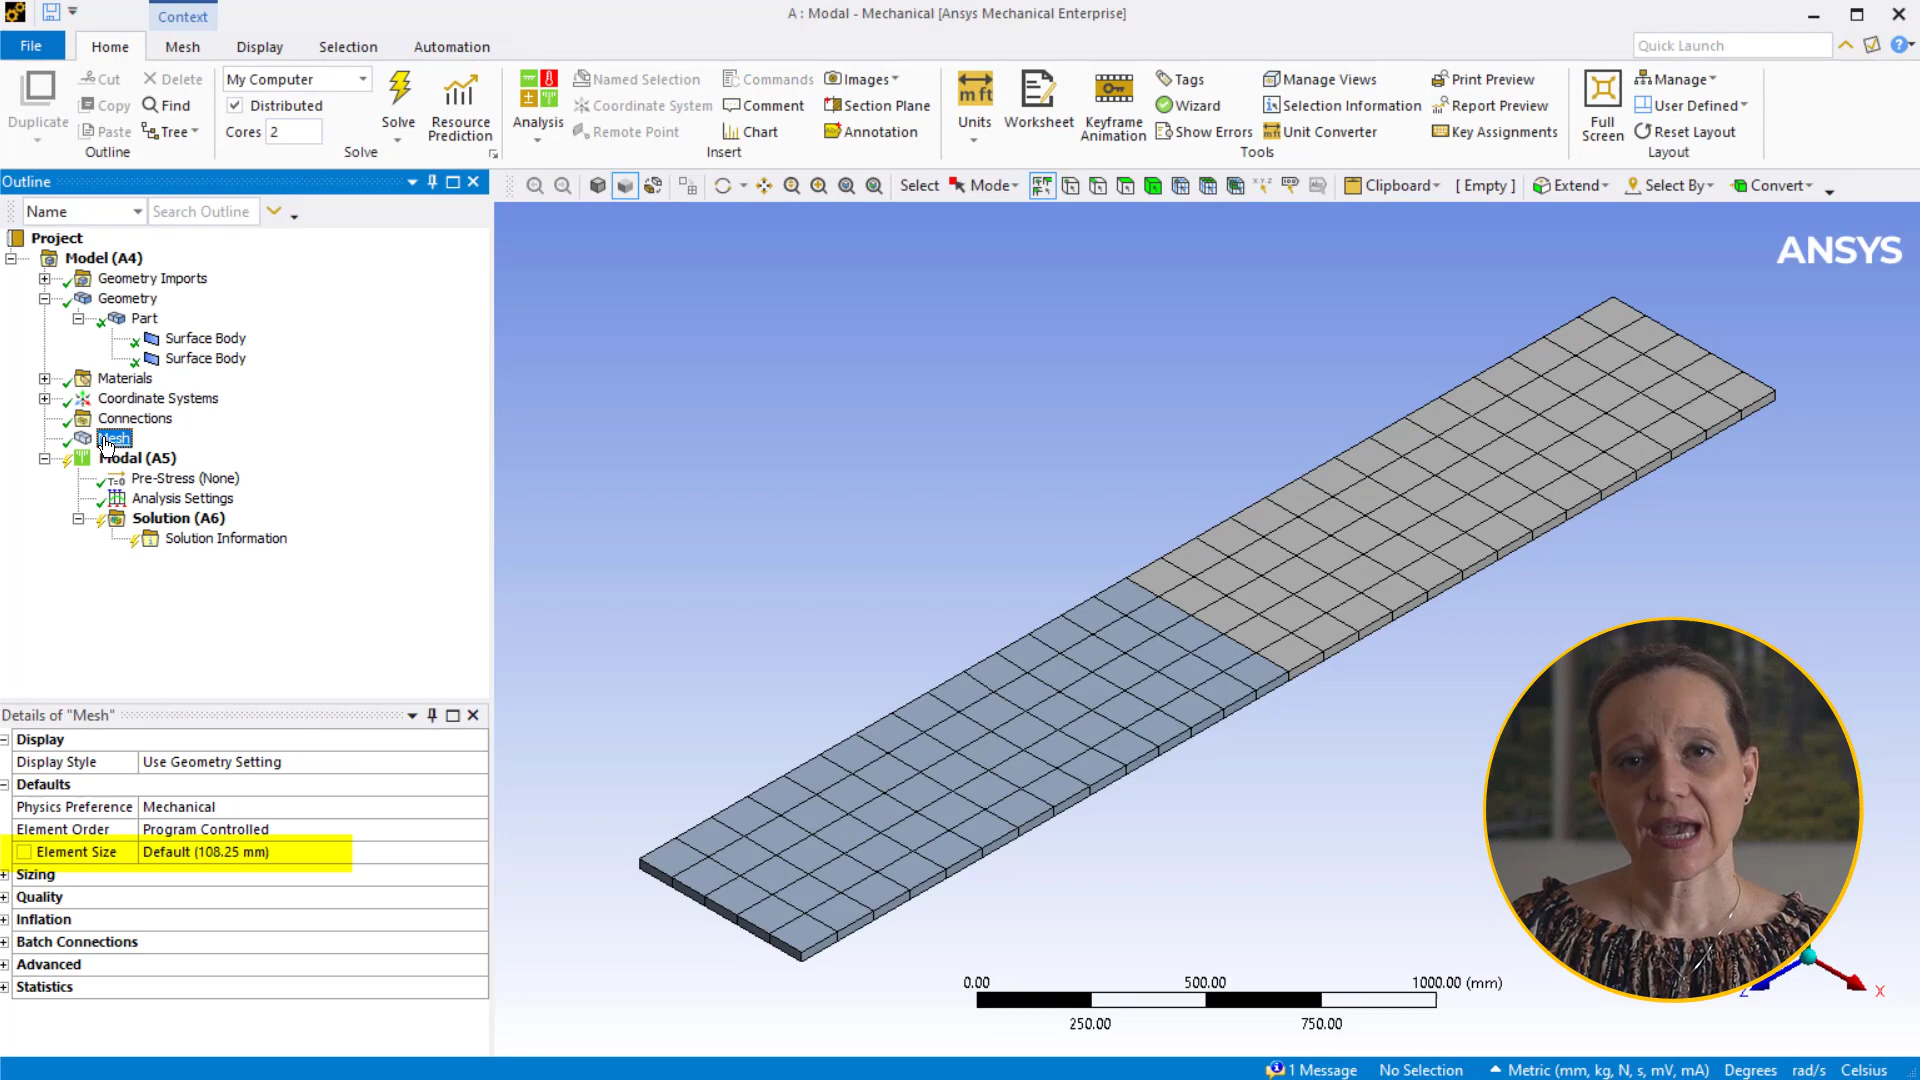 Context
A : Modal - Mechanical [Ansys Mechanical Enterprise]
File Home Mesh Display Selection Automation Quick Launch
Duplicate Cut Delete
Copy Find
Paste Tree
Outline
My Computer
Distributed
Cores 2
Solve
Resource Prediction
Solve
Analysis
Named Selection Commands Images
Coordinate System Comment Section Plane
Remote Point Chart Annotation
Insert
Units Worksheet Keyframe Animation
Tags Manage Views Print Preview
Wizard Selection Information Report Preview
Show Errors Unit Converter Key Assignments
Tools
Full Screen
Manage
User Defined
Reset Layout
Layout
Outline
Select Mode Clipboard [ Empty ] Extend Select By Convert
Name Search Outline
Project
Model (A4)
Geometry Imports
Geometry
Part
Surface Body
Surface Body
Materials
Coordinate Systems
Connections
Mesh
Modal (A5)
T=0 Pre-Stress (None)
Analysis Settings
Solution (A6)
Solution Information
ANSYS
Details of "Mesh"
Display
Display Style Use Geometry Setting
Defaults
Physics Preference Mechanical
Element Order Program Controlled
Element Size Default (108.25 mm)
Sizing
Quality
Inflation
Batch Connections
Advanced
Statistics
0.00 500.00 1000.00 (mm)
250.00 750.00
Z X
1 Message No Selection Metric (mm, kg, N, s, mV, mA) Degrees rad/s Celsius